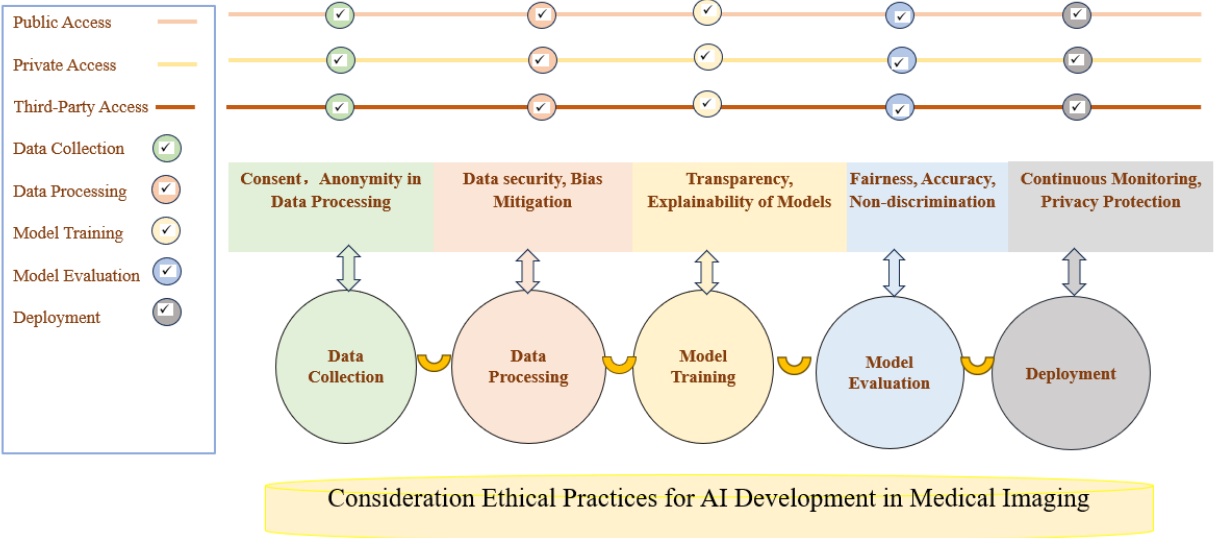 Public Access
Private Access
Third-Party Access
Data Collection
Data Processing
Model Training
Model Evaluation
Deployment
Consent，Anonymity in
Data Processing
Data security, Bias
Mitigation
Transparency,
Explainability of Models
Fairness, Accuracy,
Non-discrimination
Continuous Monitoring,
Privacy Protection
Data
Collection
Data
Processing
Model
Training
Model
Evaluation
Deployment
Consideration Ethical Practices for AI Development in Medical Imaging